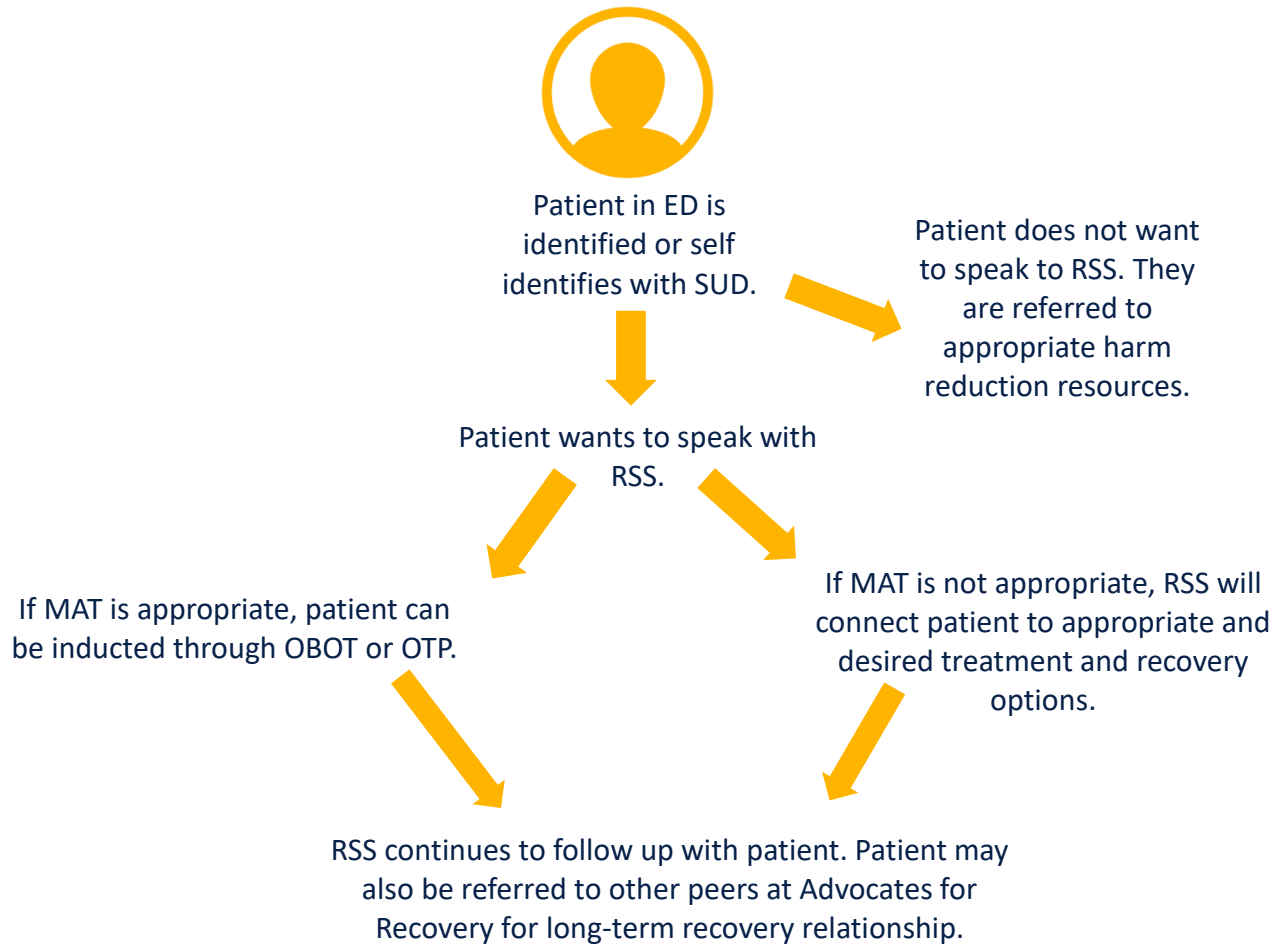 Patient in ED is
identified or self
identifies with SUD.
Patient does not want
to speak to RSS. They
are referred to
appropriate harm
reduction resources.
Patient wants to speak with
RSS.
If MAT is appropriate, patient can
be inducted through OBOT or OTP.
If MAT is not appropriate, RSS will
connect patient to appropriate and
desired treatment and recovery
options.
RSS continues to follow up with patient. Patient may
also be referred to other peers at Advocates for
Recovery for long-term recovery relationship.